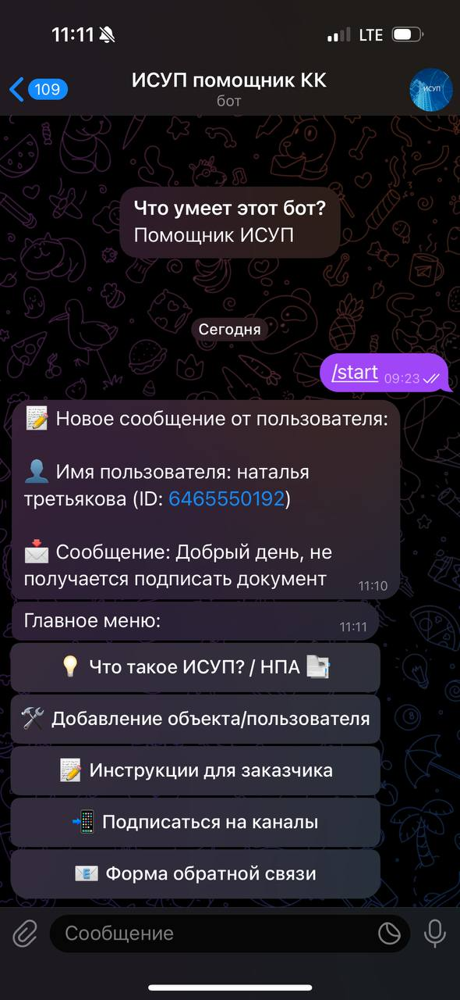 11:11 LTE
109 ИСУП помощник КК ИСУП
бот
Что умеет этот бот?
Помощник ИСУП
Сегодня
/start 09:23
Новое сообщение от пользователя:
Имя пользователя: наталья
третьякова (ID: 6465550192)
Сообщение: Добрый день, не
получается подписать документ 11:10
Главное меню: 11:11
Что такое ИСУП? / НПА
Добавление объекта/пользователя
Инструкции для заказчика
Подписаться на каналы
Форма обратной связи
Сообщение